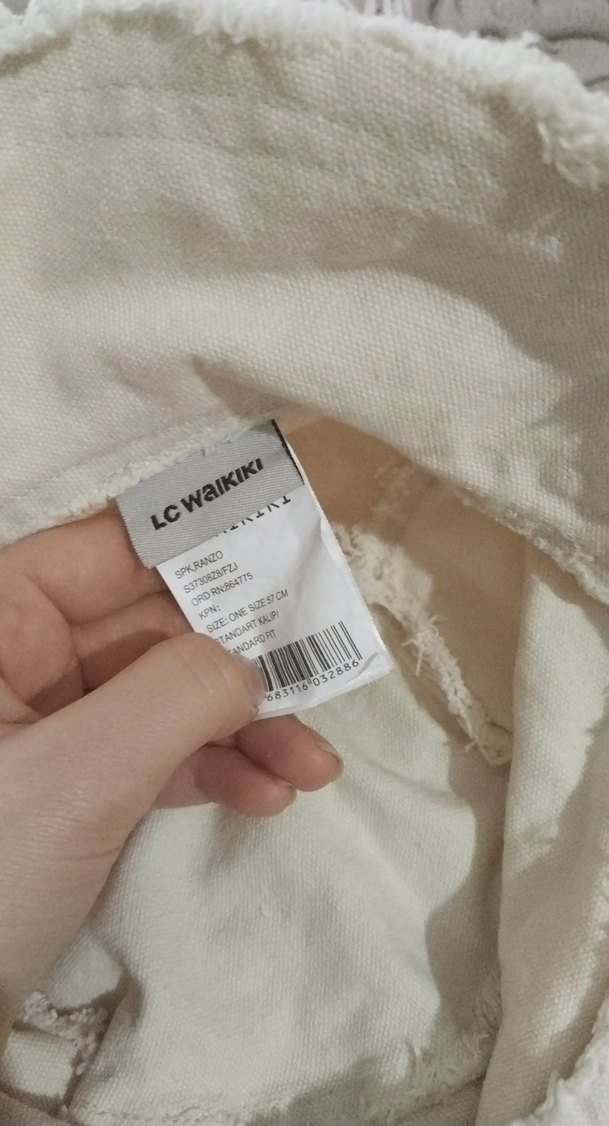 LC WAIKIKI
SPK,RANZO
S37308Z8/FZJ
ORD RN:864775
KPN:
SIZE: ONE SIZE 57 CM
STANDART KALIP/
STANDARD FIT
683116 032886